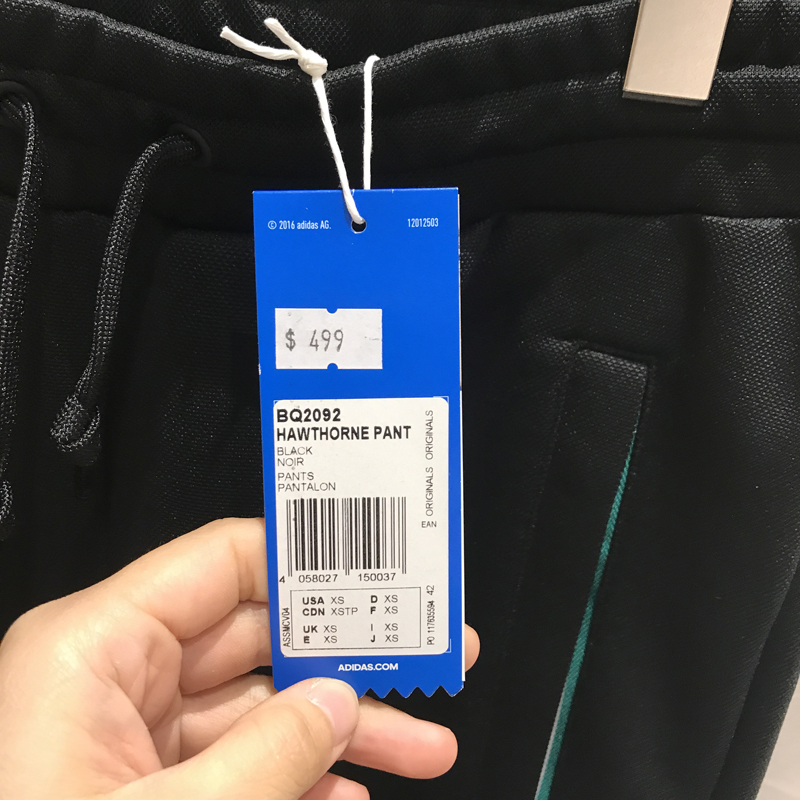 © 2016 adidas AG.
12012503
$ 499
BQ2092
HAWTHORNE PANT
BLACK
NOIR
PANTS
PANTALON
ORIGINALS ORIGINALS
EAN
4 058027 150037
ASSMCV04
USA XS D XS
CDN XSTP F XS
UK XS I XS
E XS J XS
PO 117635594 42
ADIDAS.COM